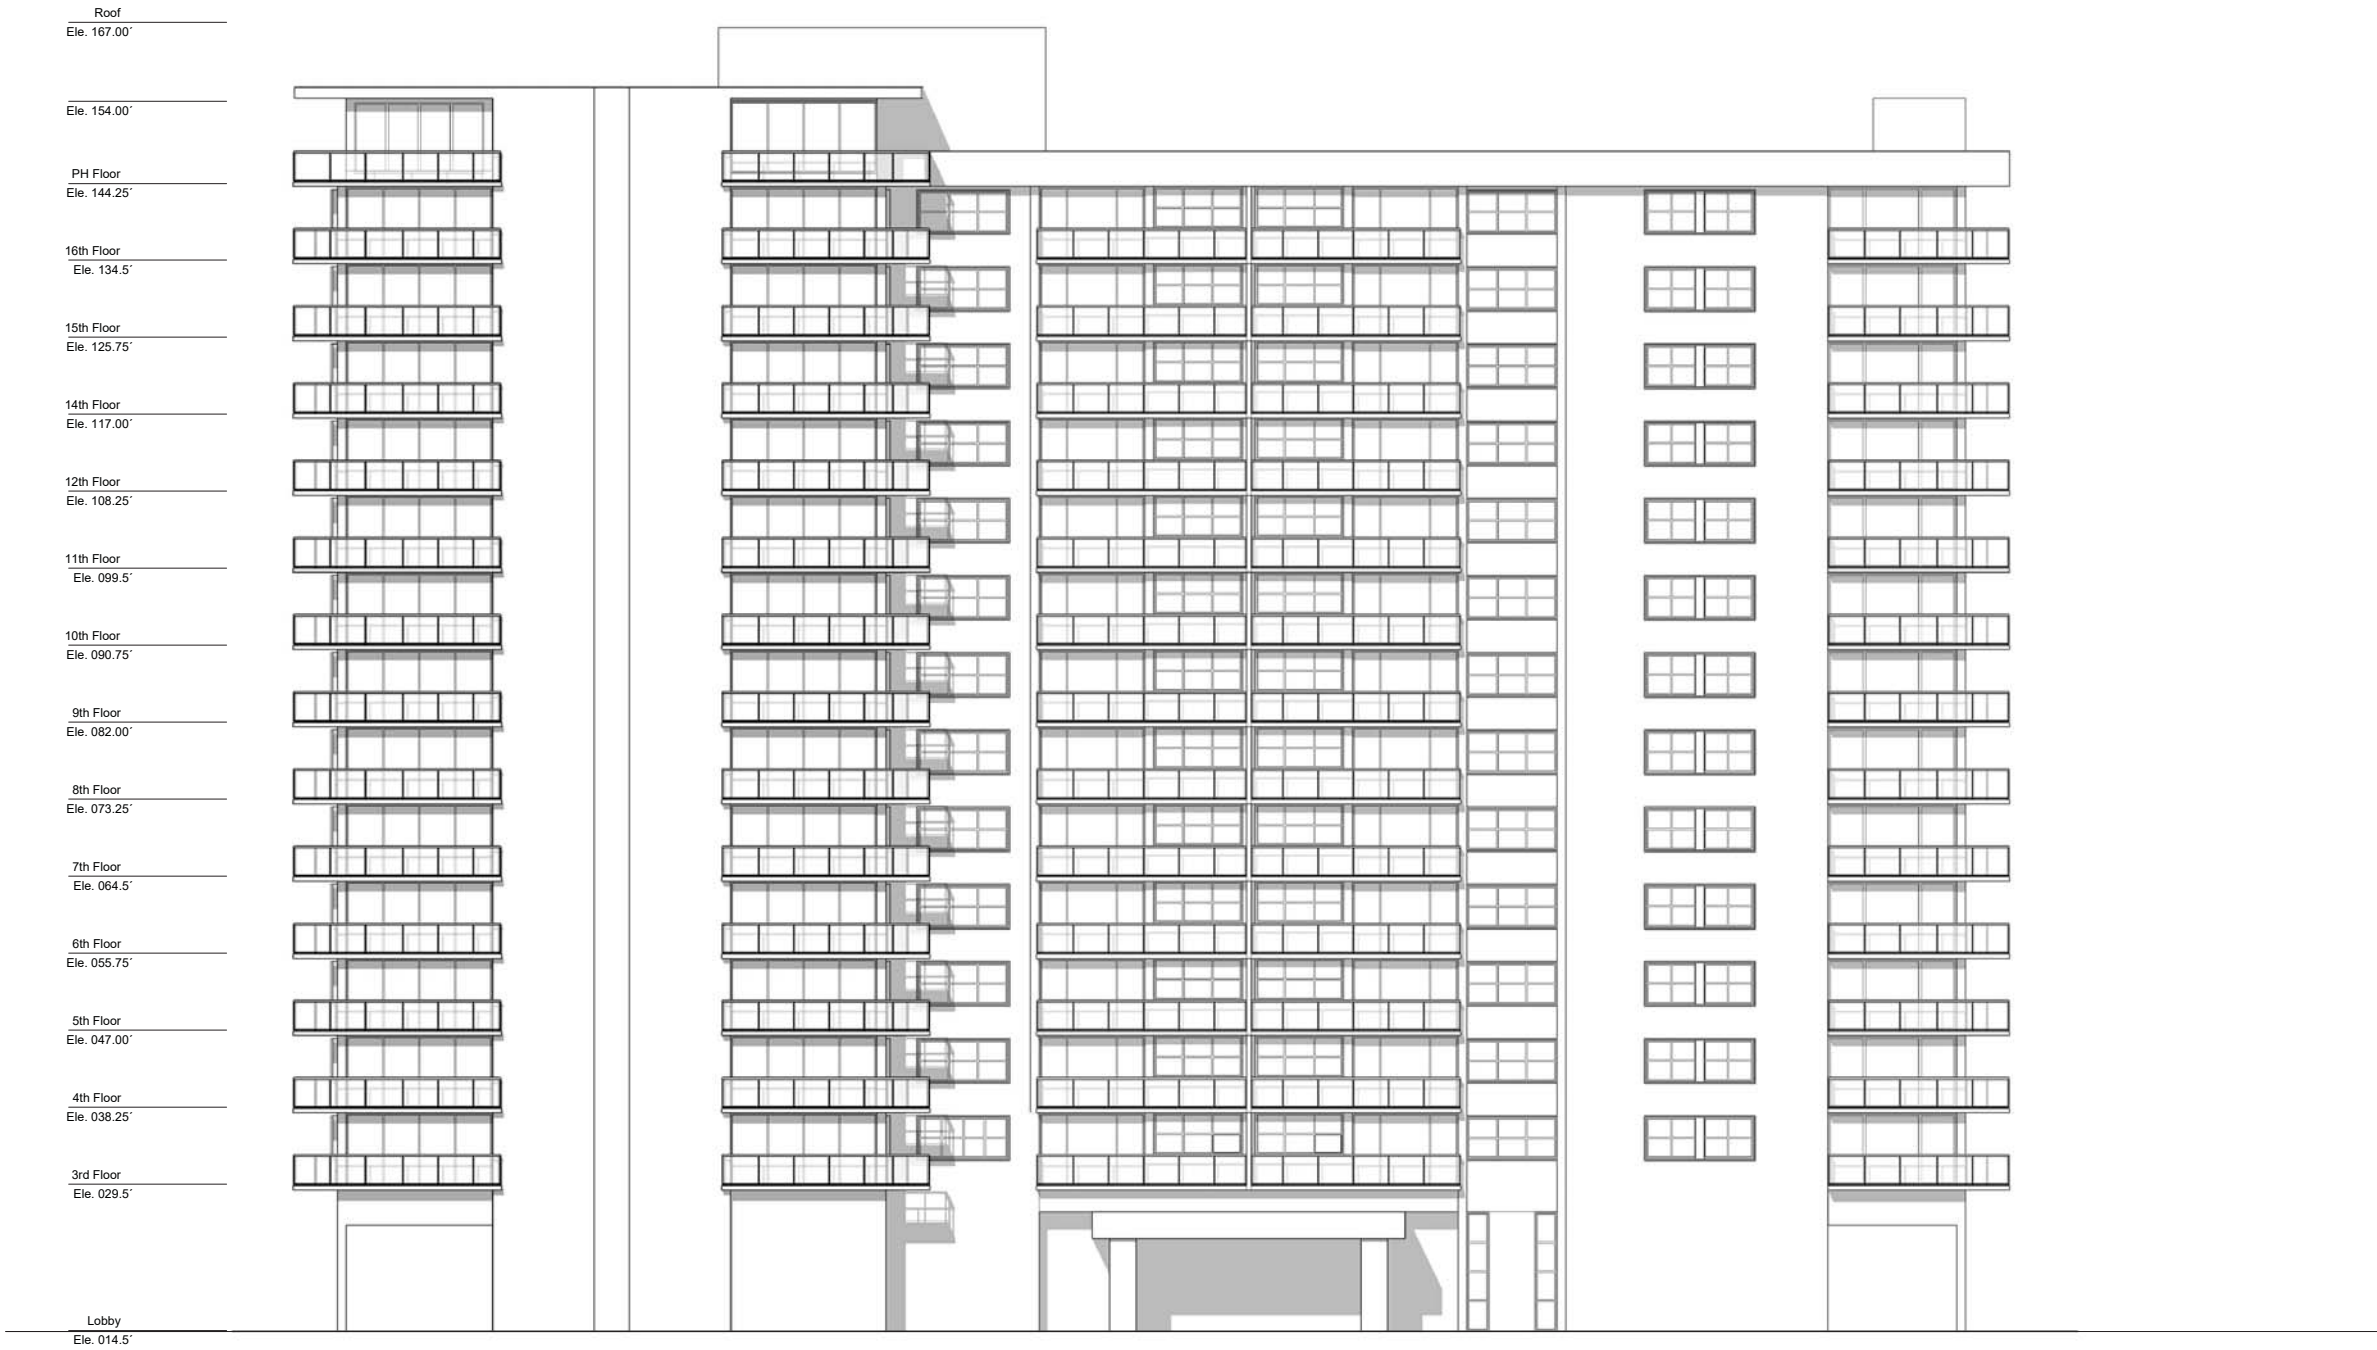 Roof
Ele. 167.00´
Ele. 154.00´
PH Floor
Ele. 144.25´
16th Floor
Ele. 134.5´
15th Floor
Ele. 125.75´
14th Floor
Ele. 117.00´
12th Floor
Ele. 108.25´
11th Floor
Ele. 099.5´
10th Floor
Ele. 090.75´
9th Floor
Ele. 082.00´
8th Floor
Ele. 073.25´
7th Floor
Ele. 064.5´
6th Floor
Ele. 055.75´
5th Floor
Ele. 047.00´
4th Floor
Ele. 038.25´
3rd Floor
Ele. 029.5´
Lobby
Ele. 014.5´